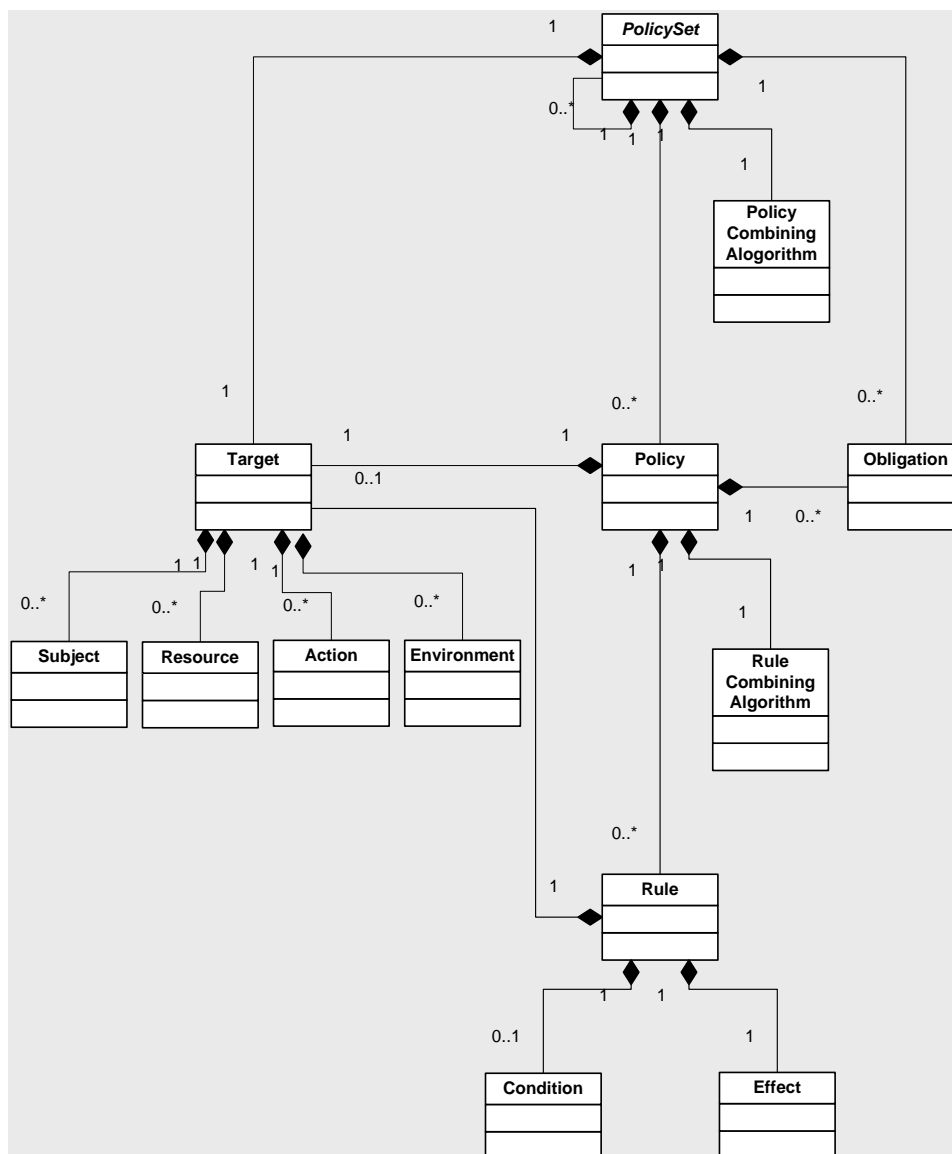 PolicySet
1
1
0..*
1
1
1
1
Policy
Combining
Alogorithm
1
0..*
0..*
1
1
Target
Policy
Obligation
0..1
1
0..*
1
1
1
1
1
1
0..*
0..*
0..*
0..*
1
Subject
Resource
Action
Environment
Rule
Combining
Algorithm
0..*
1
Rule
1
1
0..1
1
Condition
Effect